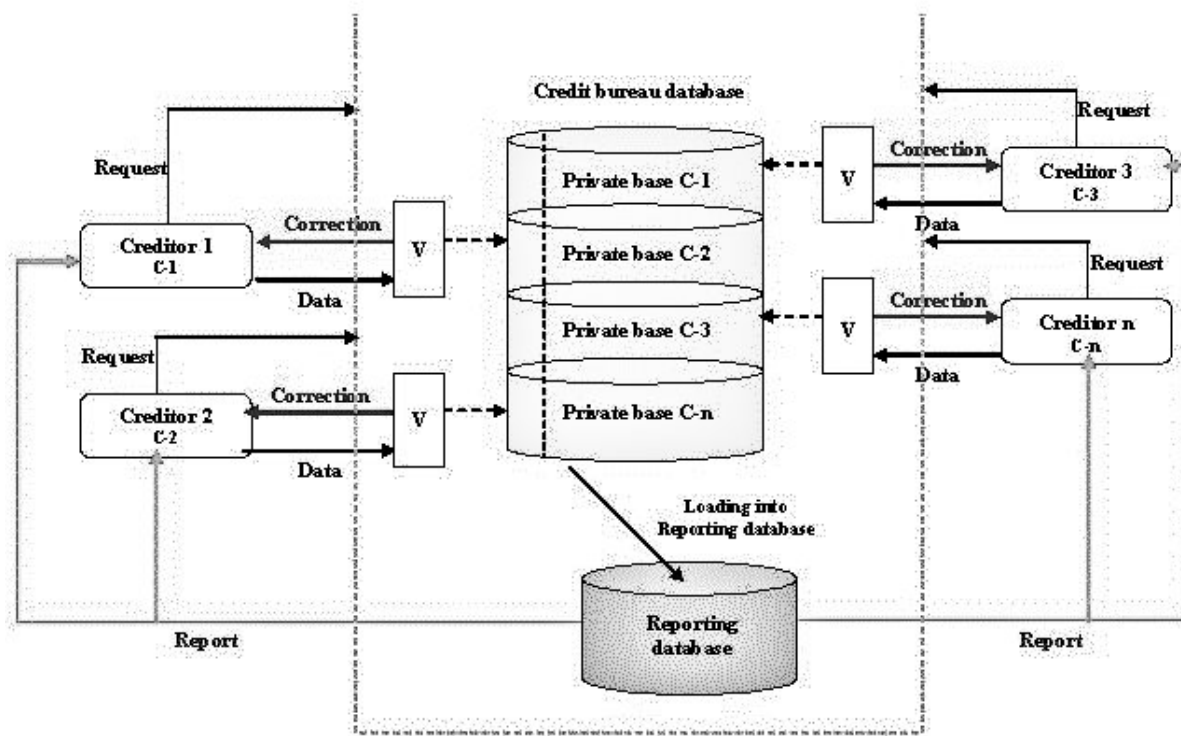 Credit bureau database
Request
Correction
Creditor 1
C-1
Data
V
Request
Correction
Creditor 2
C-2
Data
V
Private base C-1
Private base C-2
Private base C-3
Private base C-n
V
Request
Correction
Creditor 3
C-3
Data
V
Request
Correction
Creditor n
C-n
Data
Loading into
Reporting database
Reporting
database
Report
Report